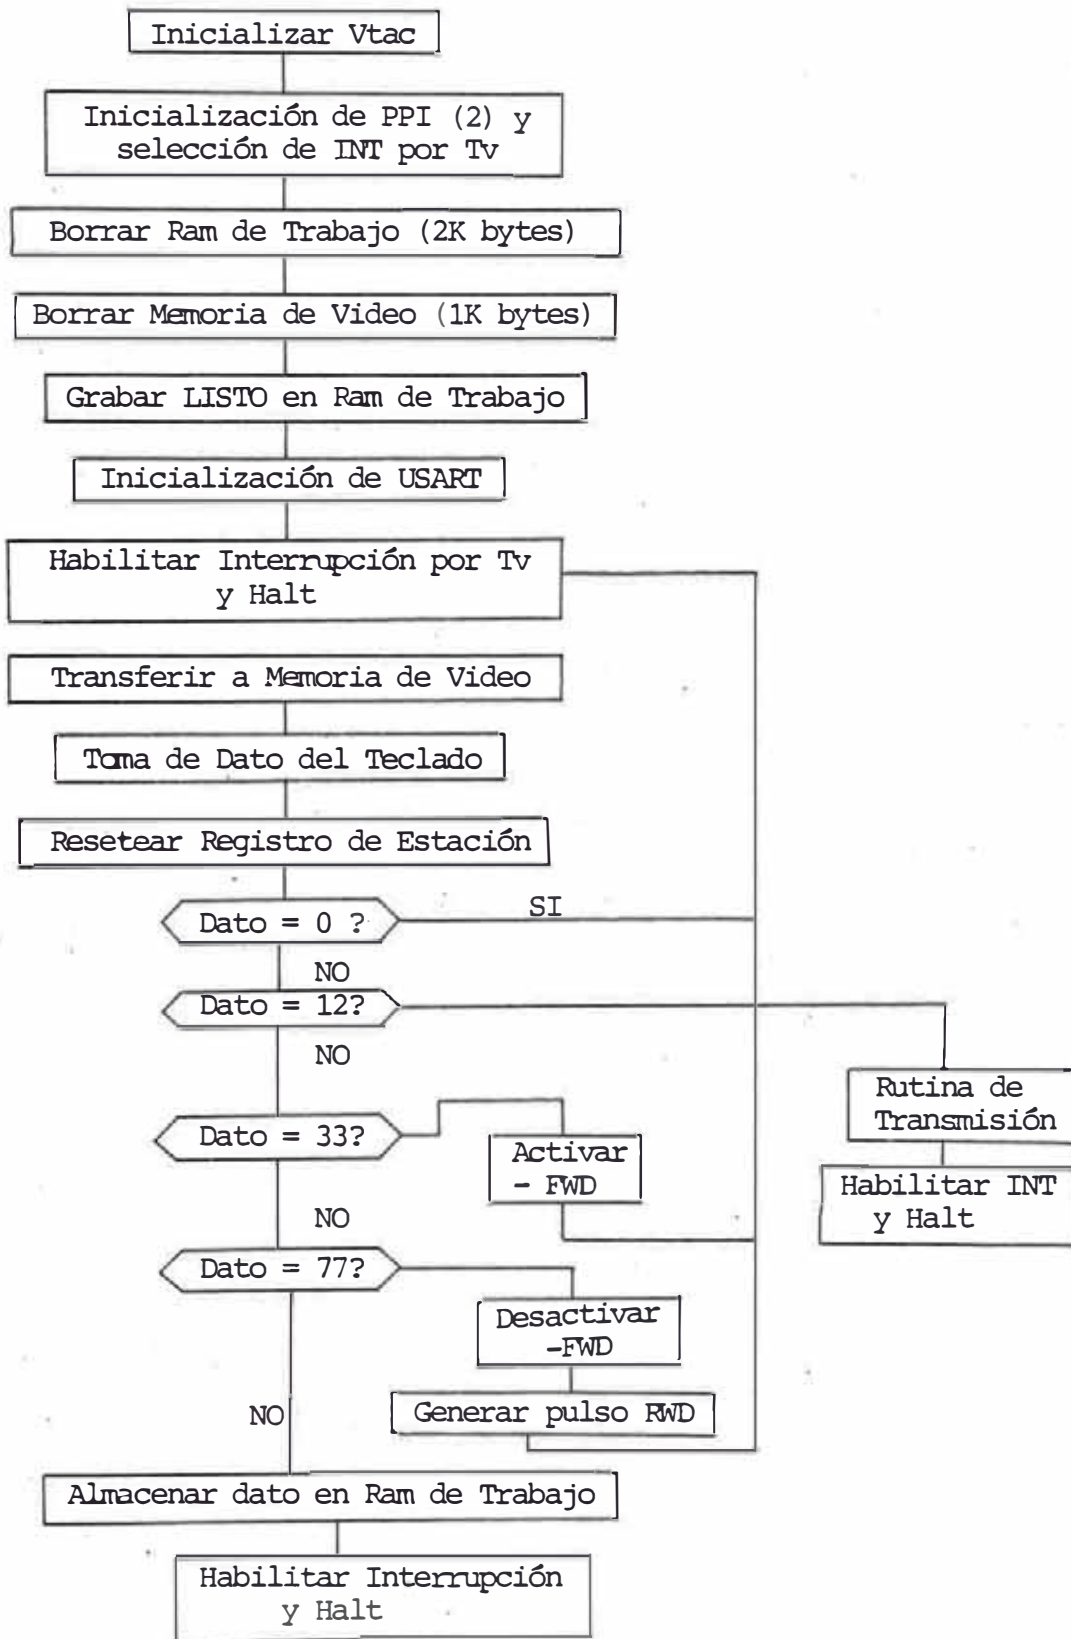 Inicializar Vtac
Inicialización de PPI (2) y
selección de INT por Tv
Borrar Ram de Trabajo (2K bytes)
Borrar Memoria de Video (1K bytes)
Grabar LISTO en Ram de Trabajo
Inicialización de USART
Habilitar Interrupción por Tv
y Halt
Transferir a Memoria de Video
Toma de Dato del Teclado
Resetear Registro de Estación
Dato = 0 ?
SI
NO
Dato = 12?
NO
Rutina de
Transmisión
Habilitar INT
y Halt
Dato = 33?
Activar
- FWD
NO
Dato = 77?
Desactivar
-FWD
Generar pulso RWD
NO
Almacenar dato en Ram de Trabajo
Habilitar Interrupción
y Halt